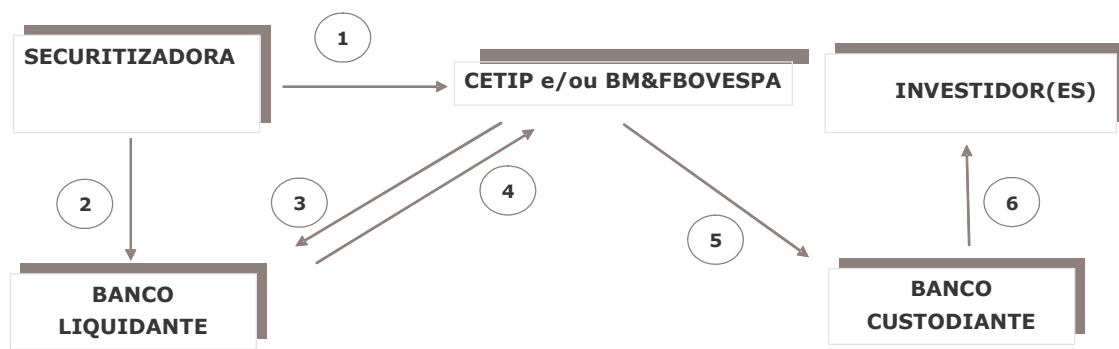 1
SECURITIZADORA
CETIP e/ou BM&FBOVESPA
INVESTIDOR(ES)
2
3
4
5
6
BANCO
LIQUIDANTE
BANCO
CUSTODIANTE